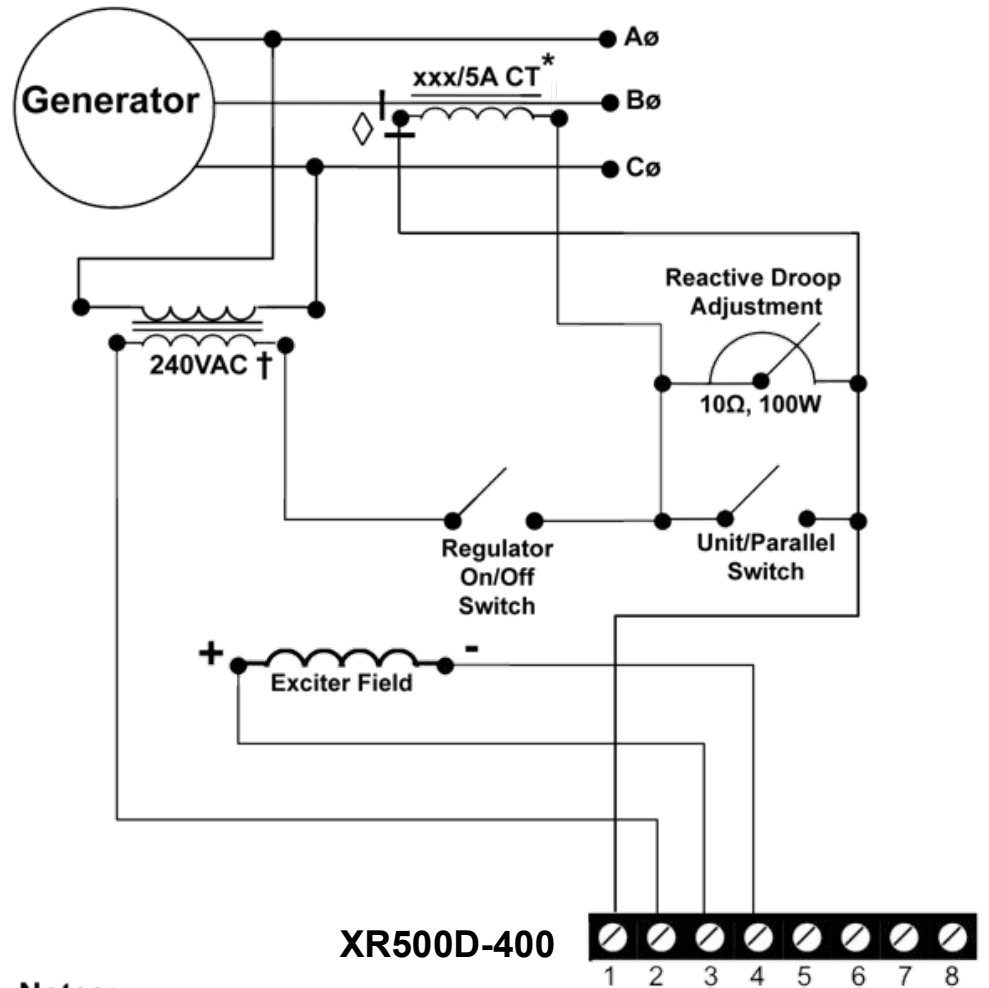 Generator
Aø
xxx/5A CT*
Bø
◊
Cø
Reactive Droop
Adjustment
10Ω, 100W
240VAC †
Regulator
On/Off
Switch
Unit/Parallel
Switch
+ -
Exciter Field
XR500D-400
1 2 3 4 5 6 7 8